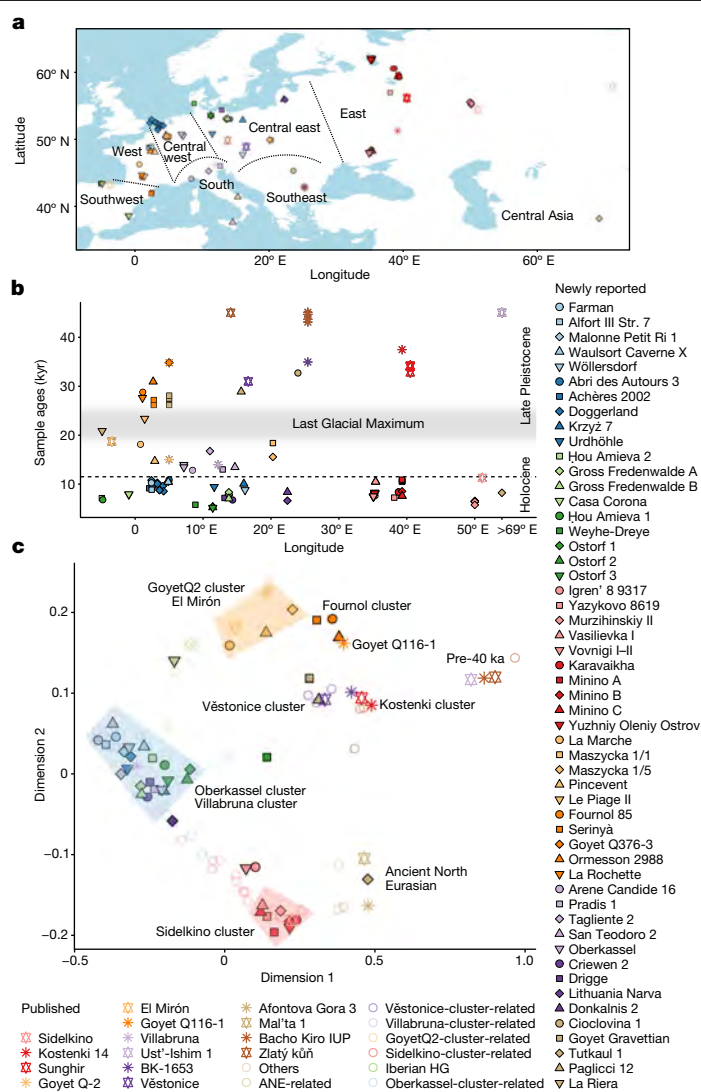 a
60° N
50° N
40° N
Latitude
East
Central east
Central
west
West
South
Southeast
Southwest
Central Asia
0
20° E
40° E
60° E
Longitude
b
Sample ages (kyr)
40
30
20
10
Last Glacial Maximum
Late Pleistocene
Holocene
0
10° E
20° E
30° E
40° E
50° E
>69° E
Longitude
c
Dimension 2
0.2
0.1
0
–0.1
–0.2
GoyetQ2 cluster
El Mirón
Fournol cluster
Goyet Q116-1
Pre-40 ka
Věstonice cluster
Kostenki cluster
Oberkassel cluster
Villabruna cluster
Ancient North
Eurasian
Sidelkino cluster
–0.5
0
0.5
1.0
Dimension 1
Newly reported
Farman
Alfort III Str. 7
Malonne Petit Ri 1
Waulsort Caverne X
Wöllersdorf
Abri des Autours 3
Achères 2002
Doggerland
Krzyż 7
Urdhöhle
Hou Amieva 2
Gross Fredenwalde A
Gross Fredenwalde B
Casa Corona
Hou Amieva 1
Weyhe-Dreye
Ostorf 1
Ostorf 2
Ostorf 3
Igren' 8 9317
Yazykovo 8619
Murzihinskiy II
Vasilievka I
Vovnigi I–II
Karavaikha
Minino A
Minino B
Minino C
Yuzhniy Oleniy Ostrov
La Marche
Maszycka 1/1
Maszycka 1/5
Pincevent
Le Piage II
Fournol 85
Serinyà
Goyet Q376-3
Ormesson 2988
La Rochette
Arene Candide 16
Pradis 1
Tagliente 2
San Teodoro 2
Oberkassel
Criewen 2
Drigge
Lithuania Narva
Donkalnis 2
Cioclovina 1
Goyet Gravettian
Tutkaul 1
Paglicci 12
La Riera
Published
Sidelkino
Kostenki 14
Sunghir
Goyet Q-2
El Mirón
Goyet Q116-1
Villabruna
Ust'-Ishim 1
BK-1653
Věstonice
Afontova Gora 3
Mal'ta 1
Bacho Kiro IUP
Zlatý kůň
Others
ANE-related
Věstonice-cluster-related
Villabruna-cluster-related
GoyetQ2-cluster-related
Sidelkino-cluster-related
Iberian HG
Oberkassel-cluster-related